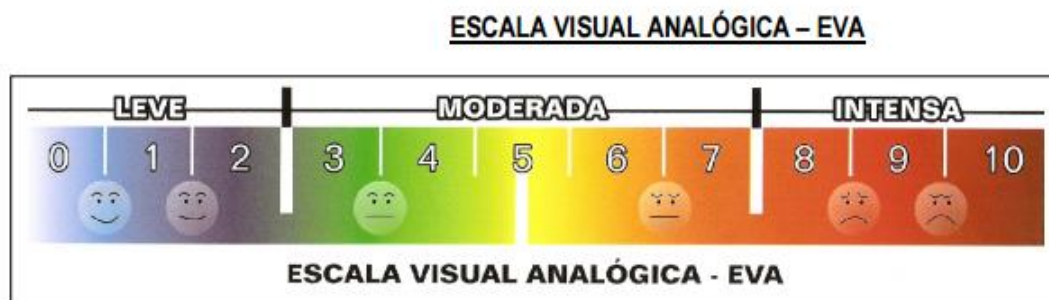 ESCALA VISUAL ANALÓGICA – EVA
LEVE MODERADA INTENSA
0 1 2 3 4 5 6 7 8 9 10
ESCALA VISUAL ANALÓGICA - EVA